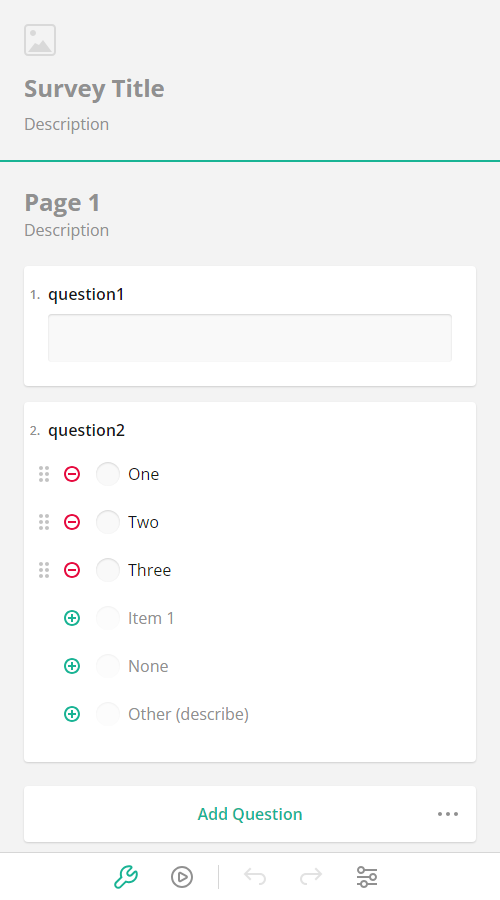 Survey Title
Description
Page 1
Description
1. question1
2. question2
One
Two
Three
Item 1
None
Other (describe)
Add Question